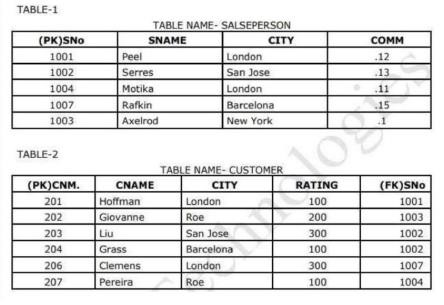 TABLE-1
TABLE NAME- SALSEPERSON
(PK)SNo SNAME CITY COMM
1001 Peel London .12
1002 Serres San Jose .13
1004 Motika London .11
1007 Rafkin Barcelona .15
1003 Axelrod New York .1
TABLE-2
TABLE NAME- CUSTOMER
(PK)CNM. CNAME CITY RATING (FK)SNo
201 Hoffman London 100 1001
202 Giovanne Roe 200 1003
203 Liu San Jose 300 1002
204 Grass Barcelona 100 1002
206 Clemens London 300 1007
207 Pereira Roe 100 1004
Technologies